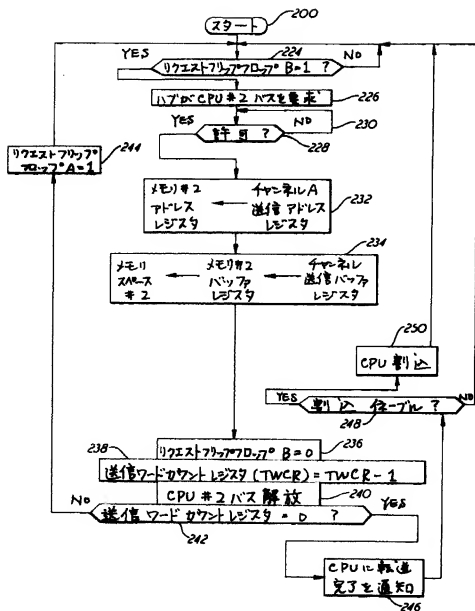 スタート
200
YES
224
NO
リクエストフリップフロップ B=1 ?
ハブがCPU #2 バスを要求
226
YES
NO
230
許可 ?
228
244
リクエストフリップ
フロップA=1
メモリ#2
アドレス
レジスタ
チャンネルA
送信アドレス
レジスタ
232
234
メモリ
スペース
#2
メモリ#2
バッファ
レジスタ
チャンネル
送信バッファ
レジスタ
250
CPU 割込
YES
NO
割込 イネーブル ?
248
238
リクエストフリップフロップ B=0
236
送信ワードカウントレジスタ(TWCR)=TWCR-1
CPU #2 バス 解放
240
NO
YES
送信ワードカウントレジスタ=0 ?
242
CPUに転送
完了を通知
246